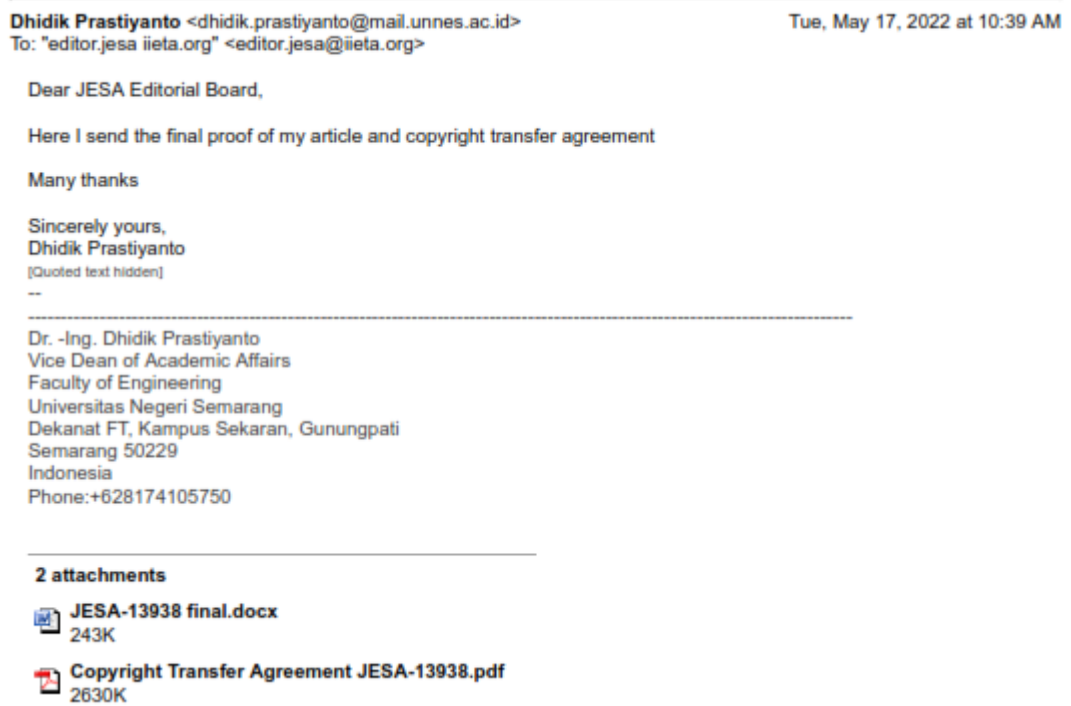 Dhidik Prastiyanto <dhidik.prastiyanto@mail.unnes.ac.id> Tue, May 17, 2022 at 10:39 AM
To: "editor.jesa iieta.org" <editor.jesa@iieta.org>
Dear JESA Editorial Board,
Here I send the final proof of my article and copyright transfer agreement
Many thanks
Sincerely yours,
Dhidik Prastiyanto
[Quoted text hidden]
--
------------------------------------------------------------------------------------------------------------------------------------
Dr. -Ing. Dhidik Prastiyanto
Vice Dean of Academic Affairs
Faculty of Engineering
Universitas Negeri Semarang
Dekanat FT, Kampus Sekaran, Gunungpati
Semarang 50229
Indonesia
Phone:+628174105750
2 attachments
JESA-13938 final.docx
243K
Copyright Transfer Agreement JESA-13938.pdf
2630K